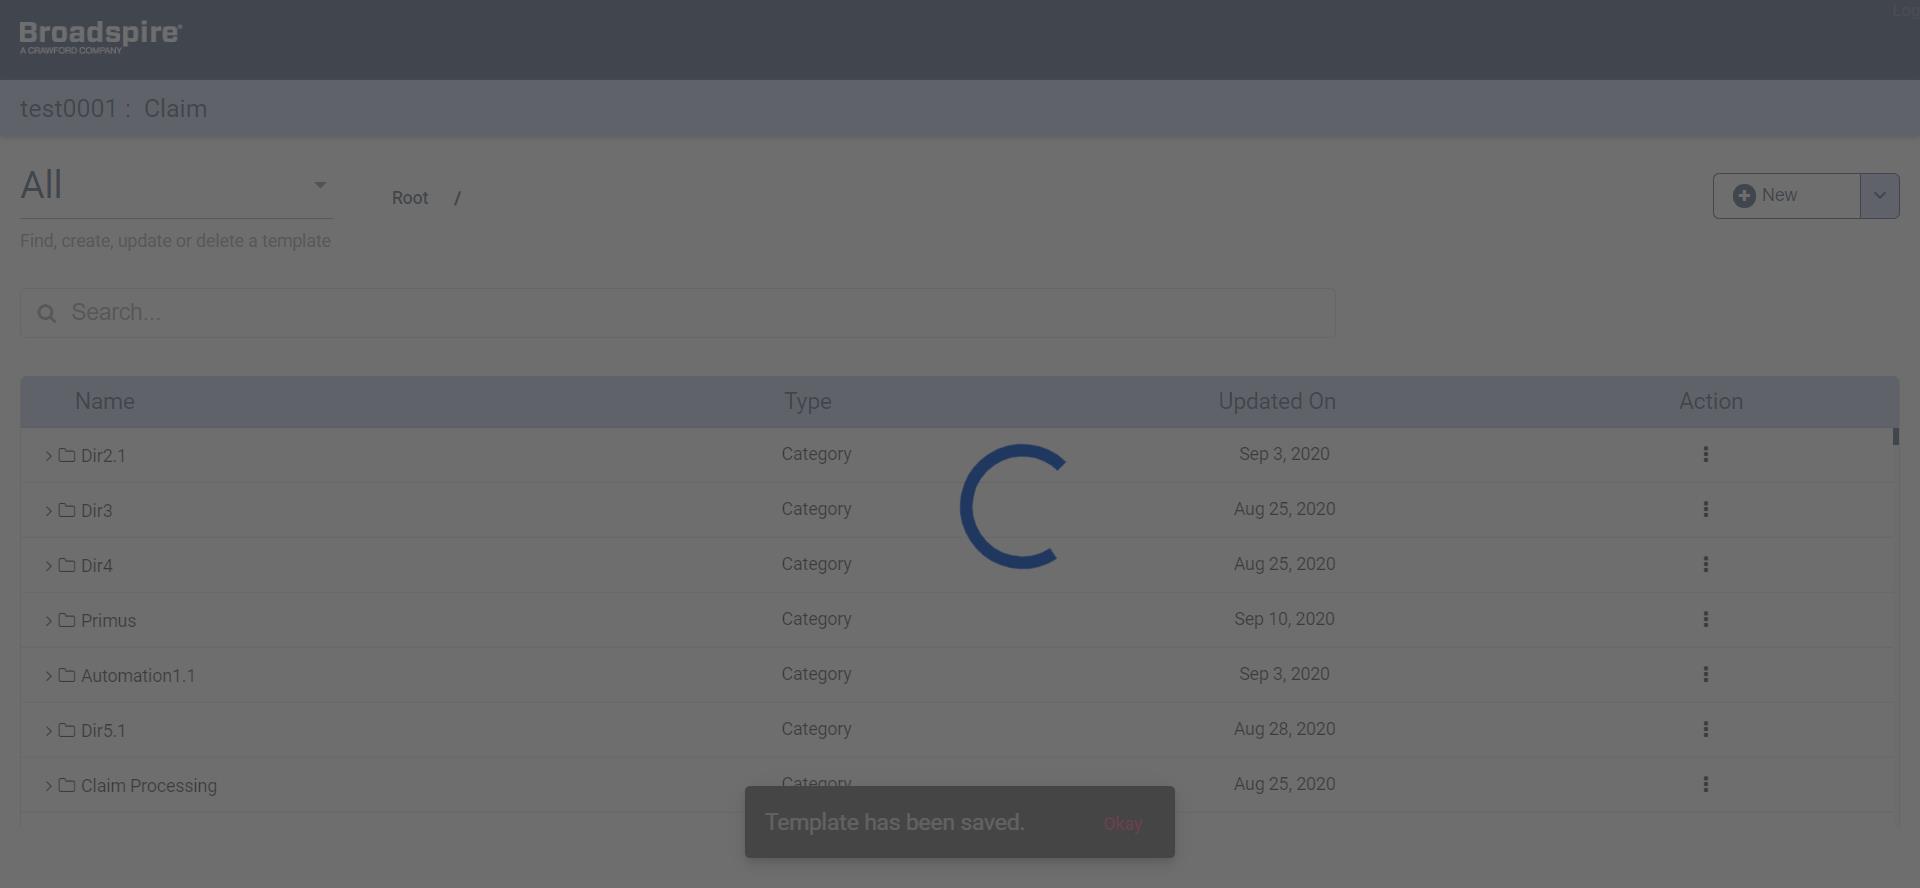 Log
Broadspire®
A CRAWFORD COMPANY
test0001 : Claim
All
Root /
New
Find, create, update or delete a template
Search...
Name Type Updated On Action
Dir2.1 Category Sep 3, 2020
Dir3 Category Aug 25, 2020
Dir4 Category Aug 25, 2020
Primus Category Sep 10, 2020
Automation1.1 Category Sep 3, 2020
Dir5.1 Category Aug 28, 2020
Claim Processing Category Aug 25, 2020
Template has been saved. Okay